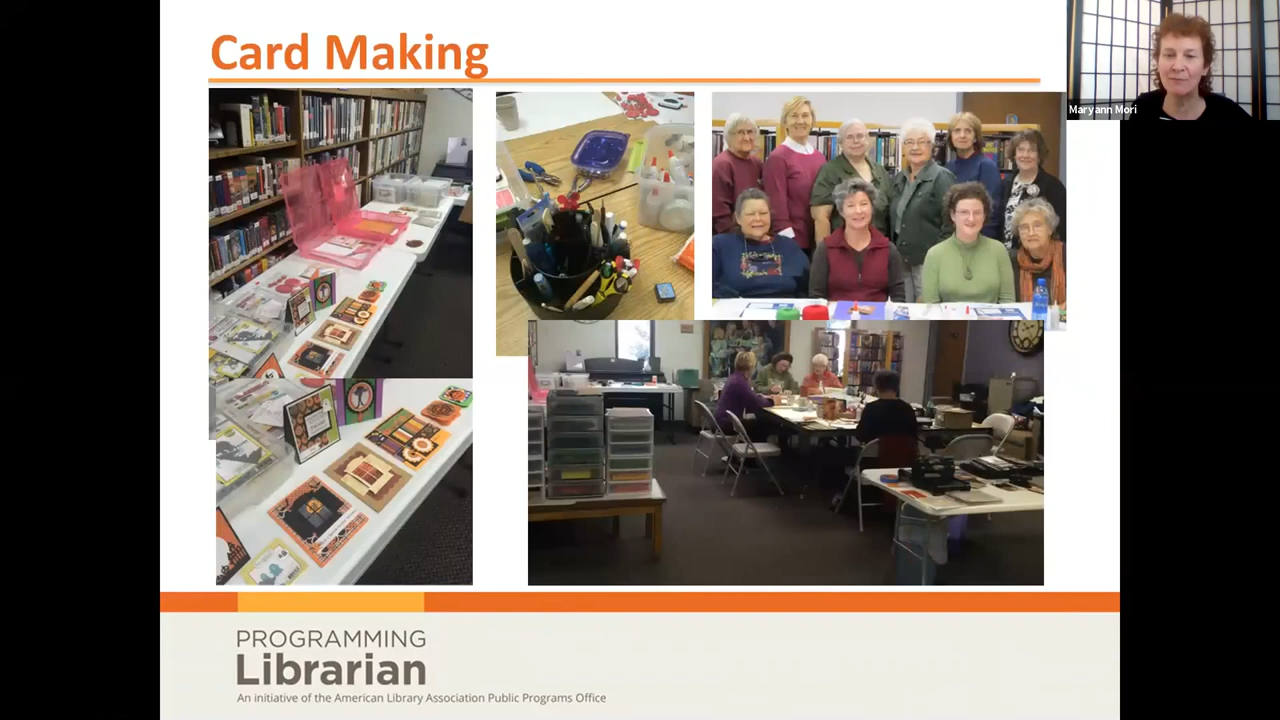 Card Making
Maryann Mori
PROGRAMMING
Librarian
An initiative of the American Library Association Public Programs Office